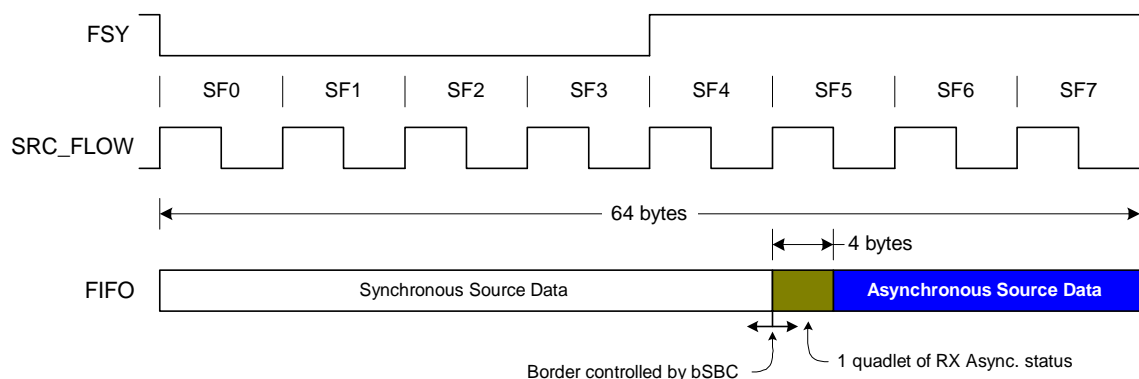 FSY
SF0 SF1 SF2 SF3 SF4 SF5 SF6 SF7
SRC_FLOW
64 bytes
4 bytes
FIFO
Synchronous Source Data
Asynchronous Source Data
Border controlled by bSBC
1 quadlet of RX Async. status